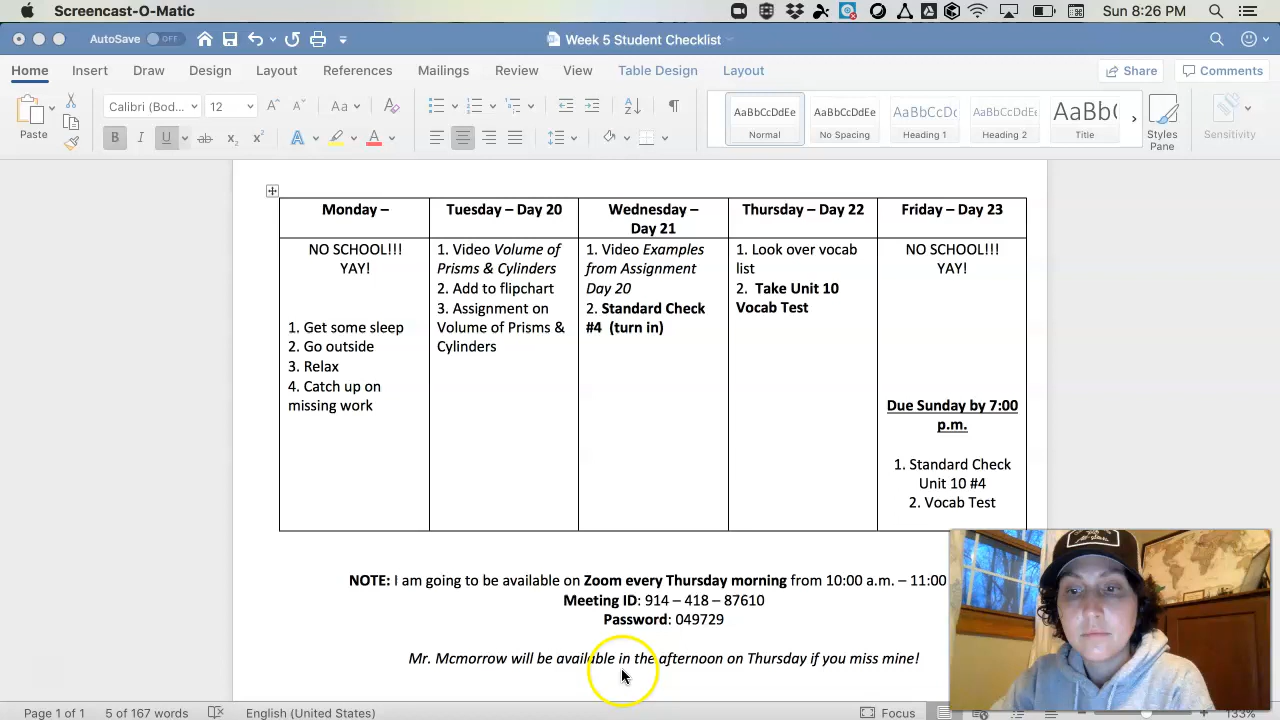 Screencast-O-Matic
Sun 8:26 PM
AutoSave OFF
Week 5 Student Checklist
Home Insert Draw Design Layout References Mailings Review View Table Design Layout
Share Comments
Paste
Calibri (Bod... 12
AaBbCcDdEe AaBbCcDdEe AaBbCcDc AaBbCcDdEe AaBb(
Normal No Spacing Heading 1 Heading 2 Title
Styles Pane
Sensitivity
Monday –
NO SCHOOL!!!
YAY!
1. Get some sleep
2. Go outside
3. Relax
4. Catch up on
missing work
Tuesday – Day 20
1. Video Volume of
Prisms & Cylinders
2. Add to flipchart
3. Assignment on
Volume of Prisms &
Cylinders
Wednesday –
Day 21
1. Video Examples
from Assignment
Day 20
2. Standard Check
#4 (turn in)
Thursday – Day 22
1. Look over vocab
list
2. Take Unit 10
Vocab Test
Friday – Day 23
NO SCHOOL!!!
YAY!
Due Sunday by 7:00
p.m.
1. Standard Check
Unit 10 #4
2. Vocab Test
NOTE: I am going to be available on Zoom every Thursday morning from 10:00 a.m. – 11:00
Meeting ID: 914 – 418 – 87610
Password: 049729
Mr. Mcmorrow will be available in the afternoon on Thursday if you miss mine!
Page 1 of 1 5 of 167 words English (United States) Focus 133%